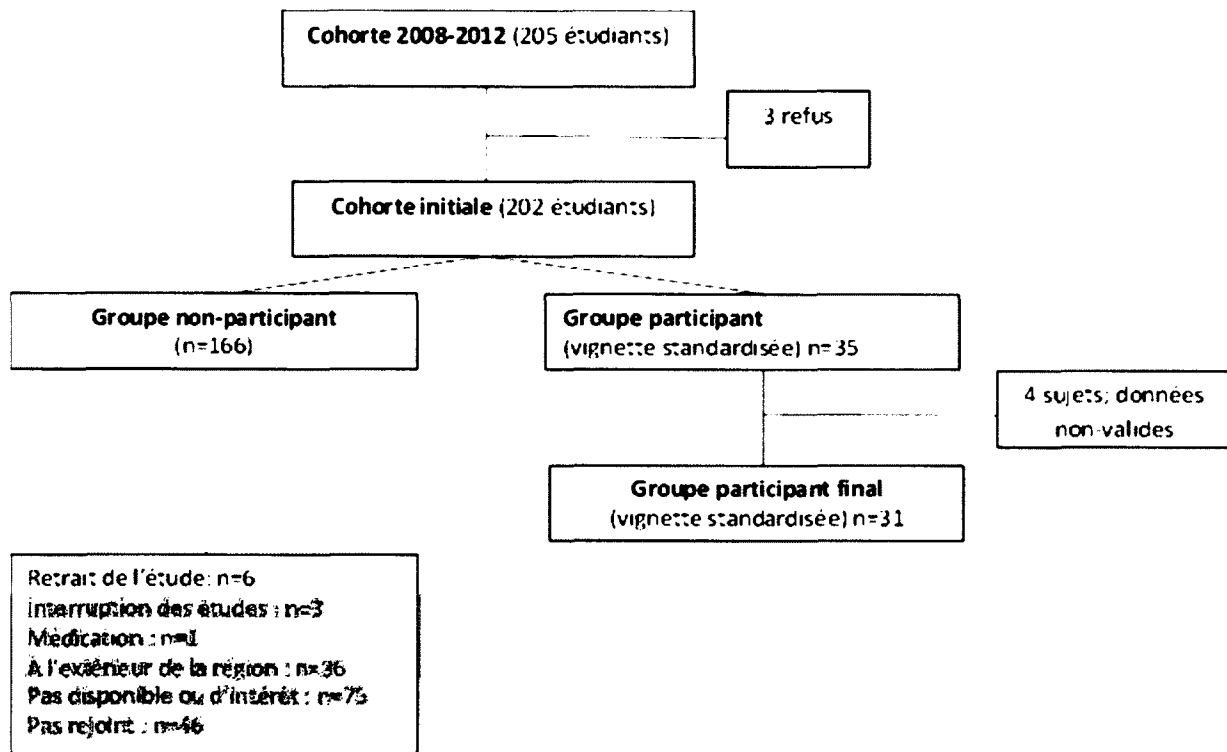 Cohorte 2008-2012 (205 étudiants)
3 refus
Cohorte initiale (202 étudiants)
Groupe non-participant
(n=166)
Groupe participant
(vignette standardisée) n=35
4 sujets; données
non-valides
Groupe participant final
(vignette standardisée) n=31
Retrait de l'étude: n=6
Interruption des études : n=3
Médication : n=1
À l'extérieur de la région : n=36
Pas disponible ou d'intérêt : n=75
Pas rejoint : n=46